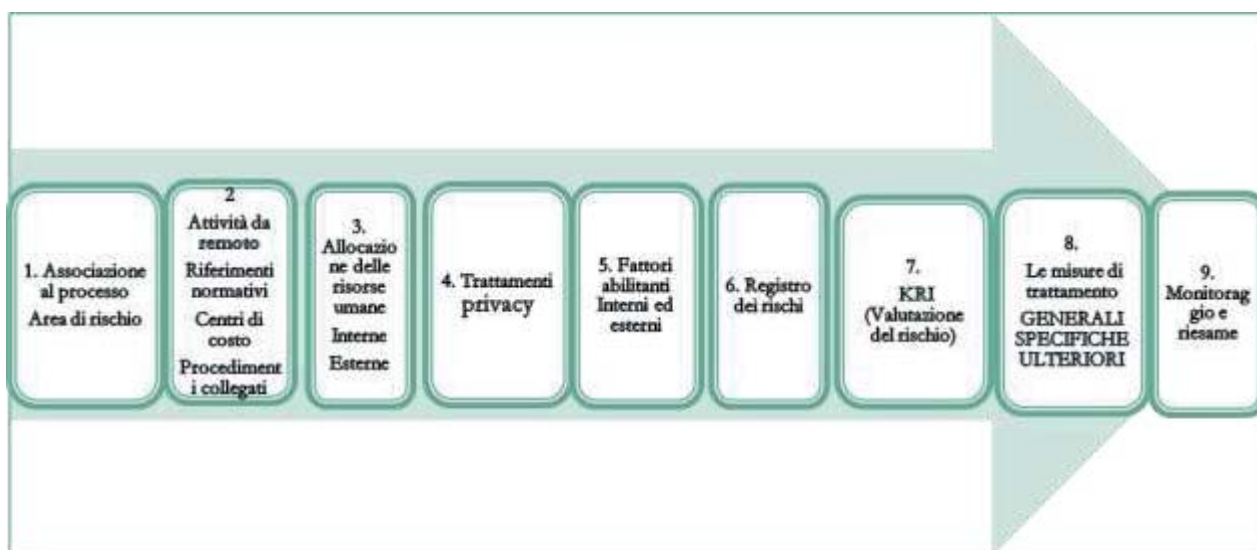 1. Associazione
al processo
Area di rischio
2
Attività da
remoto
Riferimenti
normativi
Centri di
costo
Procediment
i collegati
3.
Allocazio
ne delle
risorse
umane
Interne
Esterne
4. Trattamenti
privacy
5. Fattori
abilitanti
Interni ed
esterni
6. Registro
dei rischi
7.
KRI
(Valutazione
del rischio)
8.
Le misure di
trattamento
GENERALI
SPECIFICHE
ULTERIORI
9.
Monitorag
gio e
riesame